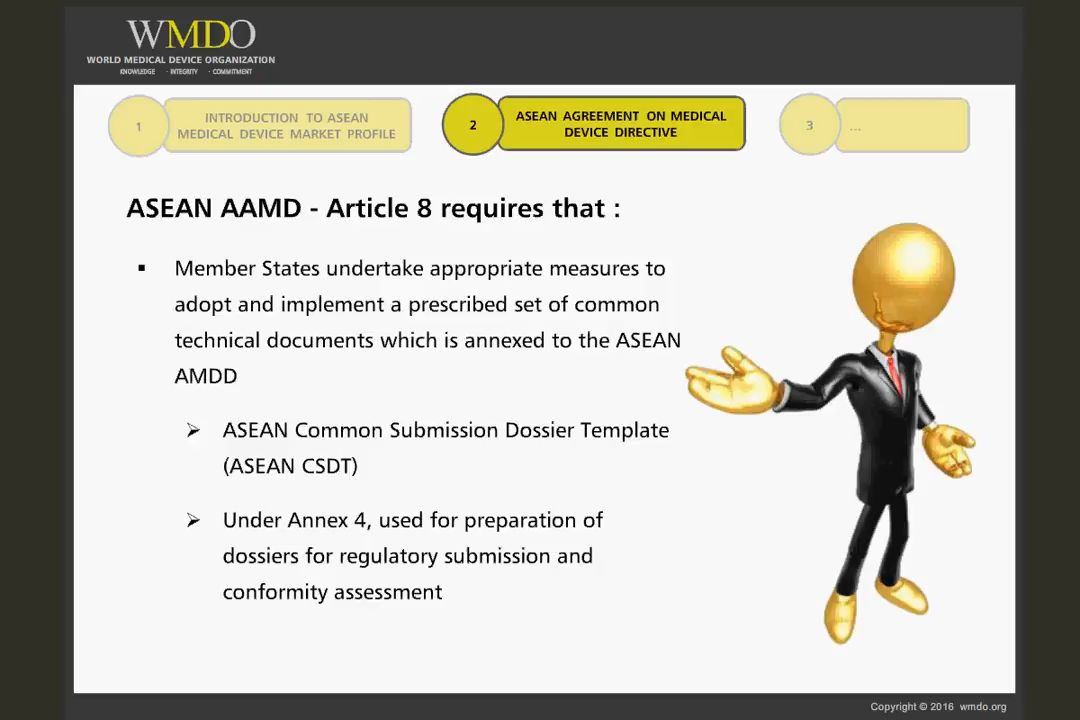 WMDO
WORLD MEDICAL DEVICE ORGANIZATION
KNOWLEDGE · INTEGRITY · COMMITMENT
1
INTRODUCTION TO ASEAN
MEDICAL DEVICE MARKET PROFILE
2
ASEAN AGREEMENT ON MEDICAL
DEVICE DIRECTIVE
3
...
ASEAN AAMD - Article 8 requires that :
▪ Member States undertake appropriate measures to
adopt and implement a prescribed set of common
technical documents which is annexed to the ASEAN
AMDD
➢ ASEAN Common Submission Dossier Template
(ASEAN CSDT)
➢ Under Annex 4, used for preparation of
dossiers for regulatory submission and
conformity assessment
Copyright © 2016 wmdo.org